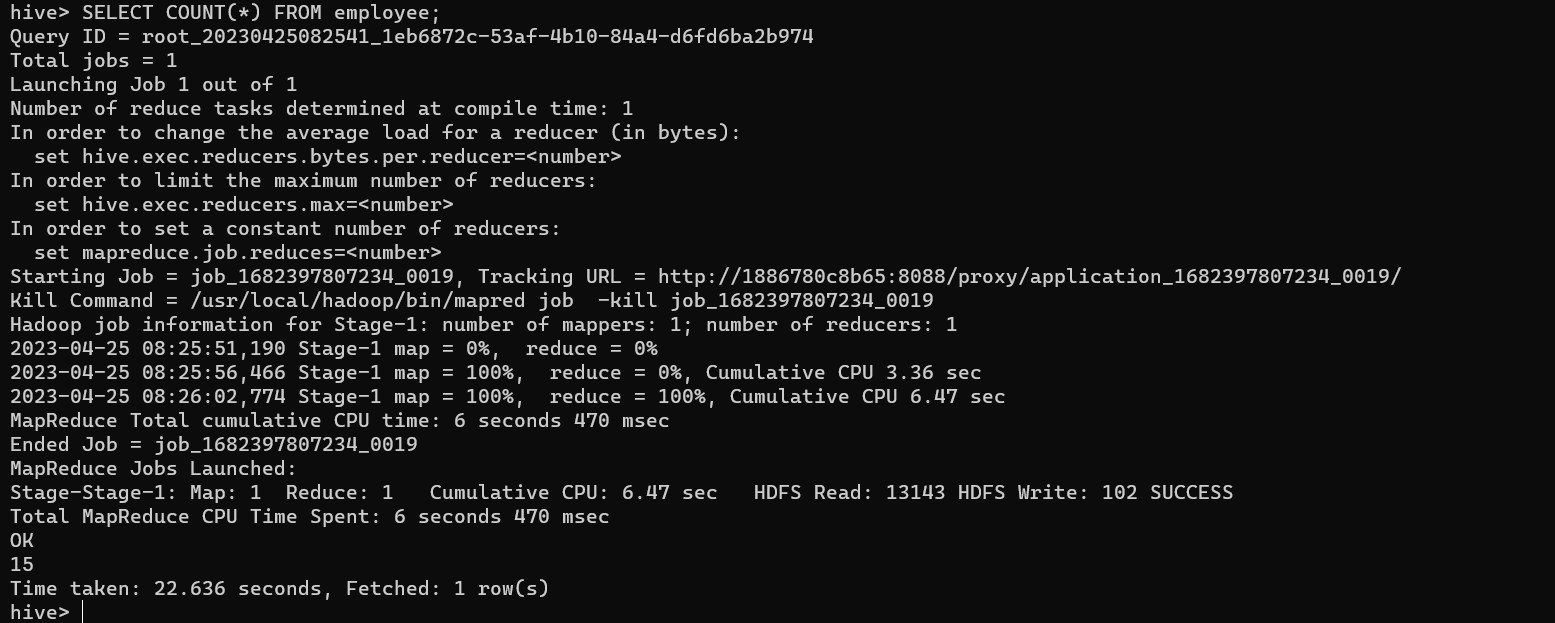 hive> SELECT COUNT(*) FROM employee;
Query ID = root_20230425082541_1eb6872c-53af-4b10-84a4-d6fd6ba2b974
Total jobs = 1
Launching Job 1 out of 1
Number of reduce tasks determined at compile time: 1
In order to change the average load for a reducer (in bytes):
  set hive.exec.reducers.bytes.per.reducer=<number>
In order to limit the maximum number of reducers:
  set hive.exec.reducers.max=<number>
In order to set a constant number of reducers:
  set mapreduce.job.reduces=<number>
Starting Job = job_1682397807234_0019, Tracking URL = http://1886780c8b65:8088/proxy/application_1682397807234_0019/
Kill Command = /usr/local/hadoop/bin/mapred job  -kill job_1682397807234_0019
Hadoop job information for Stage-1: number of mappers: 1; number of reducers: 1
2023-04-25 08:25:51,190 Stage-1 map = 0%,  reduce = 0%
2023-04-25 08:25:56,466 Stage-1 map = 100%,  reduce = 0%, Cumulative CPU 3.36 sec
2023-04-25 08:26:02,774 Stage-1 map = 100%,  reduce = 100%, Cumulative CPU 6.47 sec
MapReduce Total cumulative CPU time: 6 seconds 470 msec
Ended Job = job_1682397807234_0019
MapReduce Jobs Launched:
Stage-Stage-1: Map: 1  Reduce: 1   Cumulative CPU: 6.47 sec   HDFS Read: 13143 HDFS Write: 102 SUCCESS
Total MapReduce CPU Time Spent: 6 seconds 470 msec
OK
15
Time taken: 22.636 seconds, Fetched: 1 row(s)
hive>